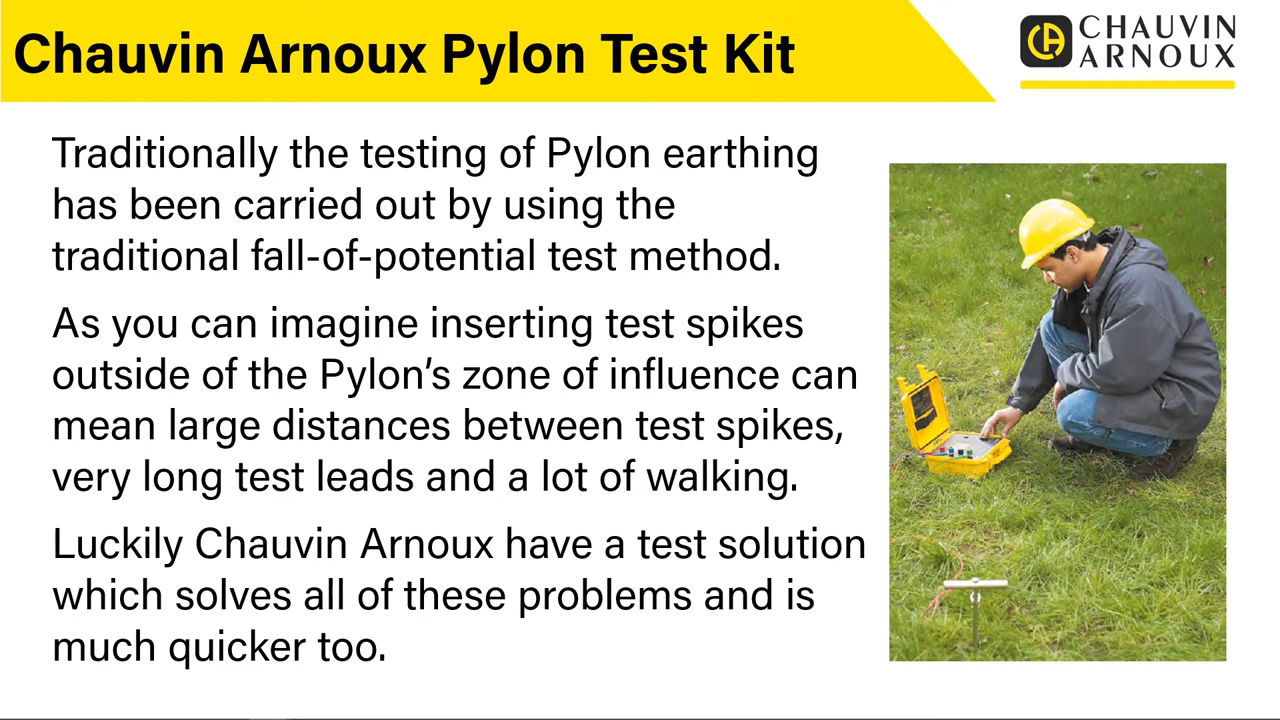 Chauvin Arnoux Pylon Test Kit
CHAUVIN
ARNOUX
Traditionally the testing of Pylon earthing
has been carried out by using the
traditional fall-of-potential test method.
As you can imagine inserting test spikes
outside of the Pylon’s zone of influence can
mean large distances between test spikes,
very long test leads and a lot of walking.
Luckily Chauvin Arnoux have a test solution
which solves all of these problems and is
much quicker too.